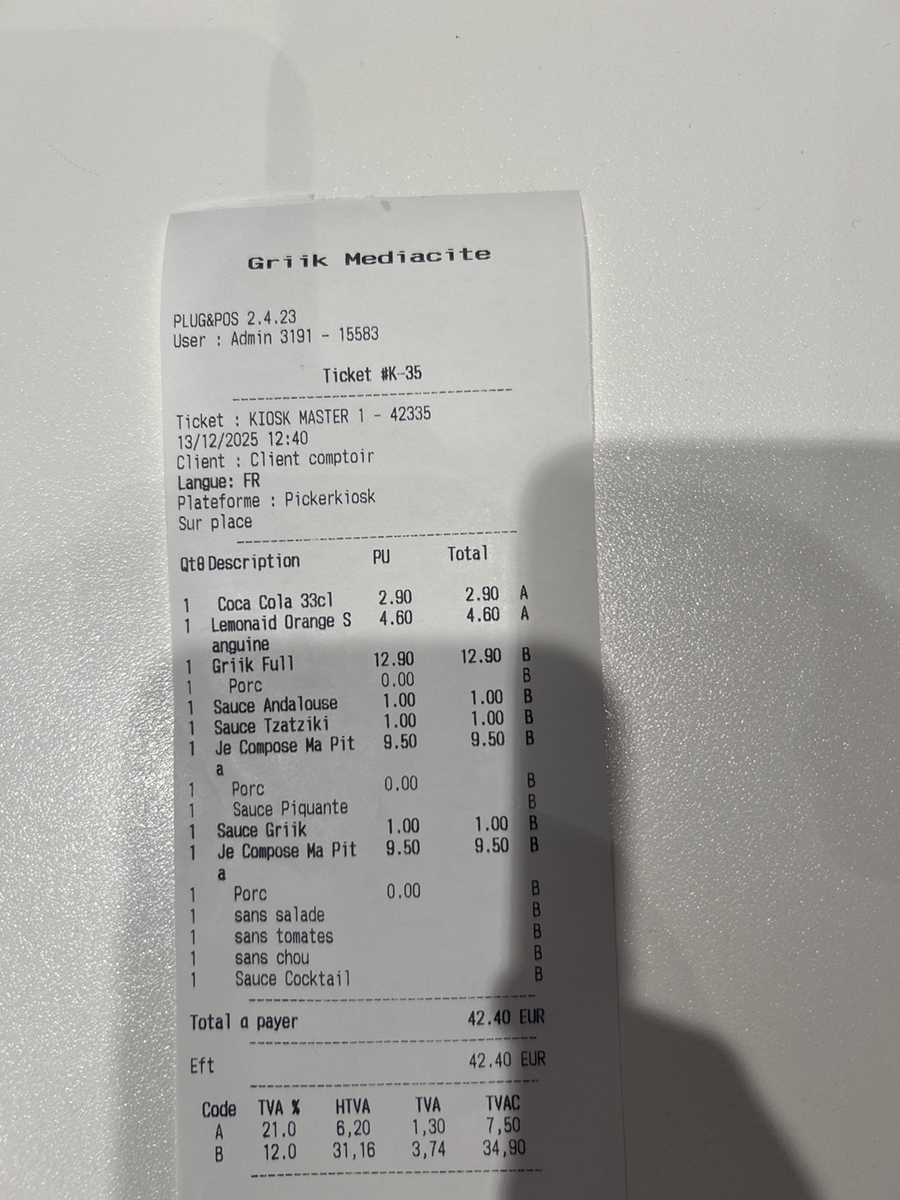 Griik Mediacite
PLUG&POS 2.4.23
User : Admin 3191 - 15583
Ticket #K-35
Ticket : KIOSK MASTER 1 - 42335
13/12/2025 12:40
Client : Client comptoir
Langue: FR
Plateforme : Pickerkiosk
Sur place
Qtθ Description PU Total
1 Coca Cola 33cl 2.90 2.90 A
1 Lemonaid Orange S 4.60 4.60 A
anguine
1 Griik Full 12.90 12.90 B
1 Porc 0.00 B
1 Sauce Andalouse 1.00 1.00 B
1 Sauce Tzatziki 1.00 1.00 B
1 Je Compose Ma Pit 9.50 9.50 B
a
1 Porc 0.00 B
1 Sauce Piquante B
1 Sauce Griik 1.00 1.00 B
1 Je Compose Ma Pit 9.50 9.50 B
a
1 Porc 0.00 B
1 sans salade B
1 sans tomates B
1 sans chou B
1 Sauce Cocktail B
Total a payer 42.40 EUR
Eft 42.40 EUR
Code TVA % HTVA TVA TVAC
A 21.0 6,20 1,30 7,50
B 12.0 31,16 3,74 34,90